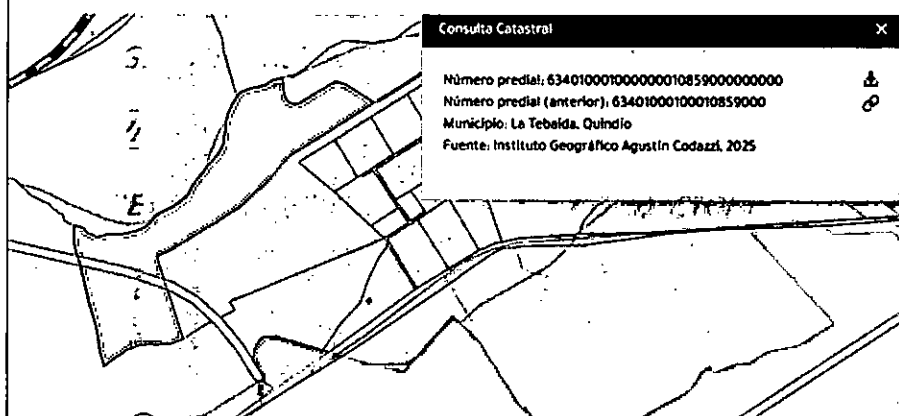 Consulta Catastral
Número predial: 634010001000000010859000000000
Número predial (anterior): 63401000100010859000
Municipio: La Tebaida, Quindío
Fuente: Instituto Geográfico Agustín Codazzi, 2025
E